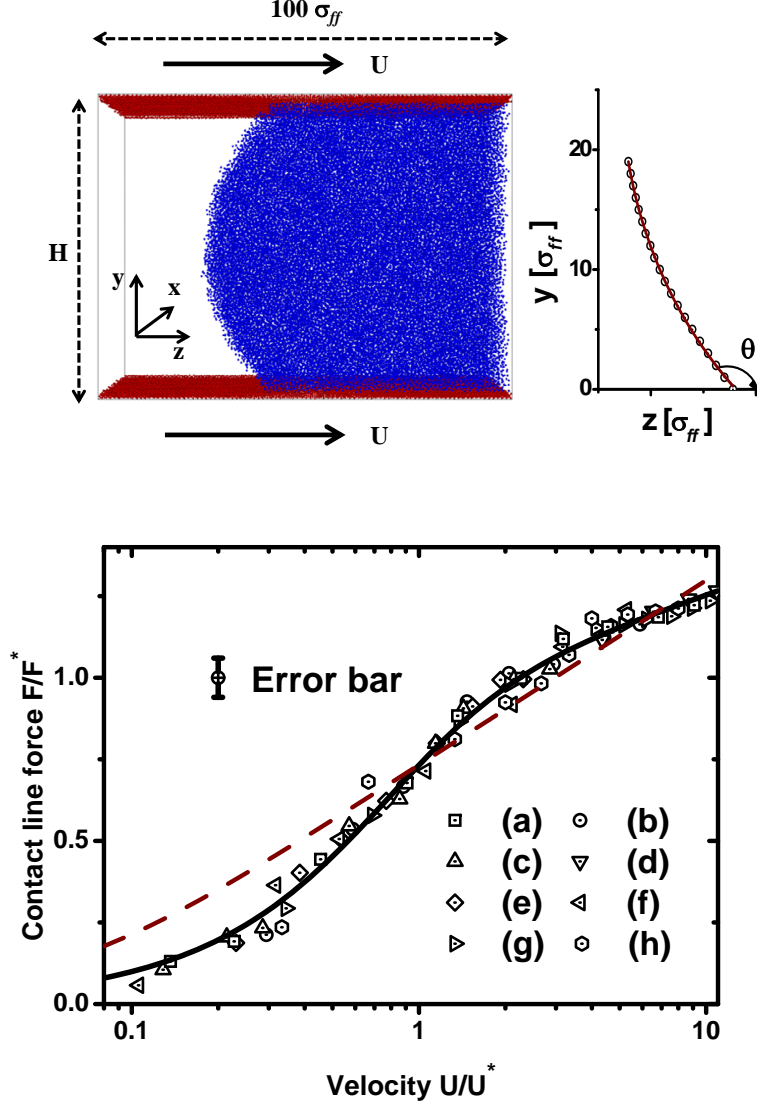 100 σff
U
H
y
x
z
U
20
10
0
y [σff]
θ
z [σff]
1.0
0.5
0.0
Error bar
(a) (b)
(c) (d)
(e) (f)
(g) (h)
0.1 1 10
Contact line force F/F*
Velocity U/U*